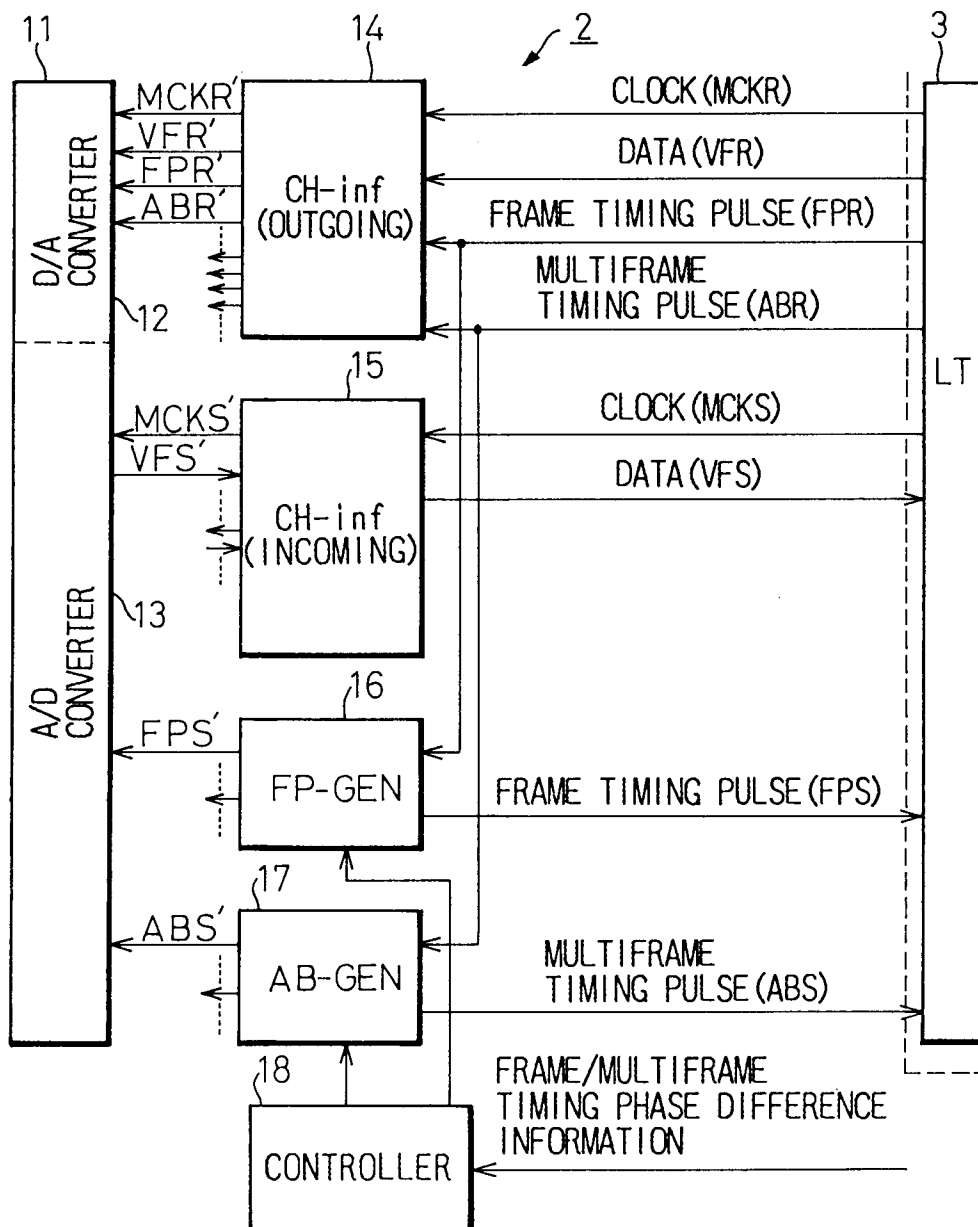 11
14
2
3
MCKR′
VFR′
FPR′
ABR′
D/A
CONVERTER
12
CH-inf
(OUTGOING)
CLOCK(MCKR)
DATA(VFR)
FRAME TIMING PULSE(FPR)
MULTIFRAME
TIMING PULSE(ABR)
LT
15
MCKS′
VFS′
CH-inf
(INCOMING)
CLOCK(MCKS)
DATA(VFS)
13
A/D
CONVERTER
16
FPS′
FP-GEN
FRAME TIMING PULSE(FPS)
17
ABS′
AB-GEN
MULTIFRAME
TIMING PULSE(ABS)
18
CONTROLLER
FRAME/MULTIFRAME
TIMING PHASE DIFFERENCE
INFORMATION